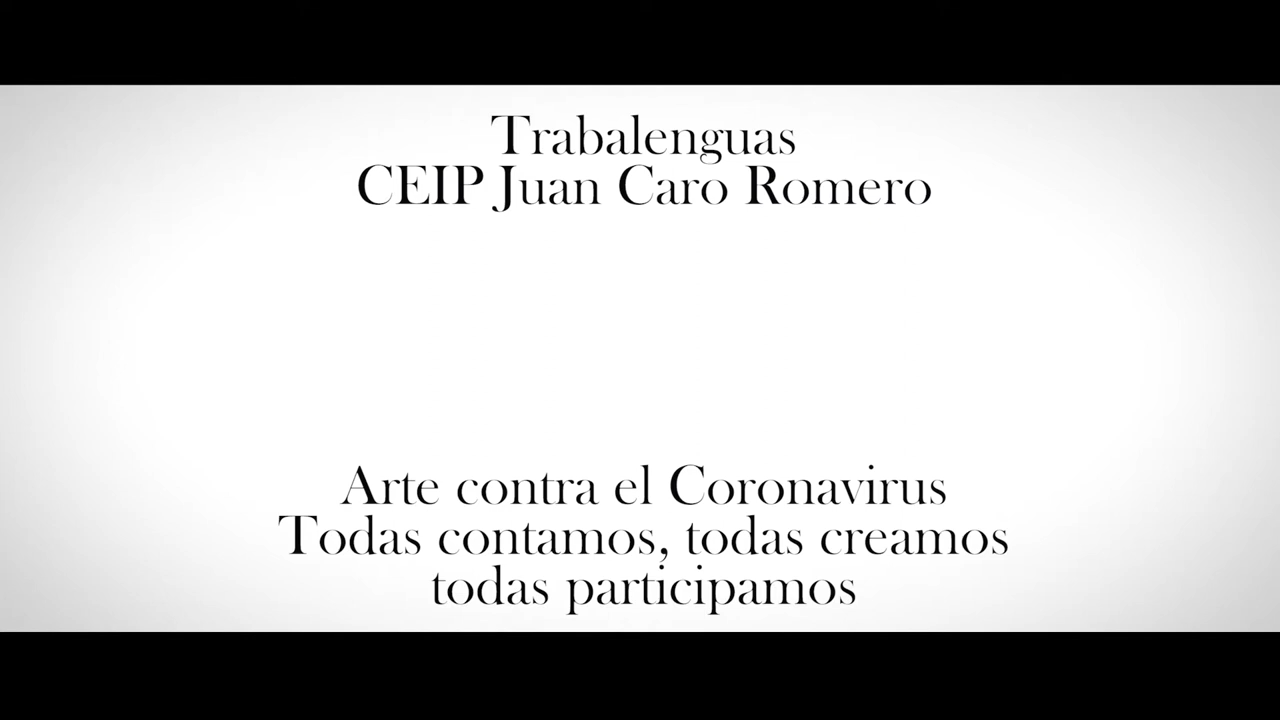 Trabalenguas
CEIP Juan Caro Romero
Arte contra el Coronavirus
Todas contamos, todas creamos
todas participamos